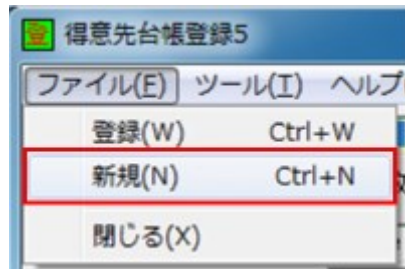 登 得意先台帳登録5
ファイル(F) ツール(T) ヘルプ
登録(W) Ctrl+W
新規(N) Ctrl+N
閉じる(X)